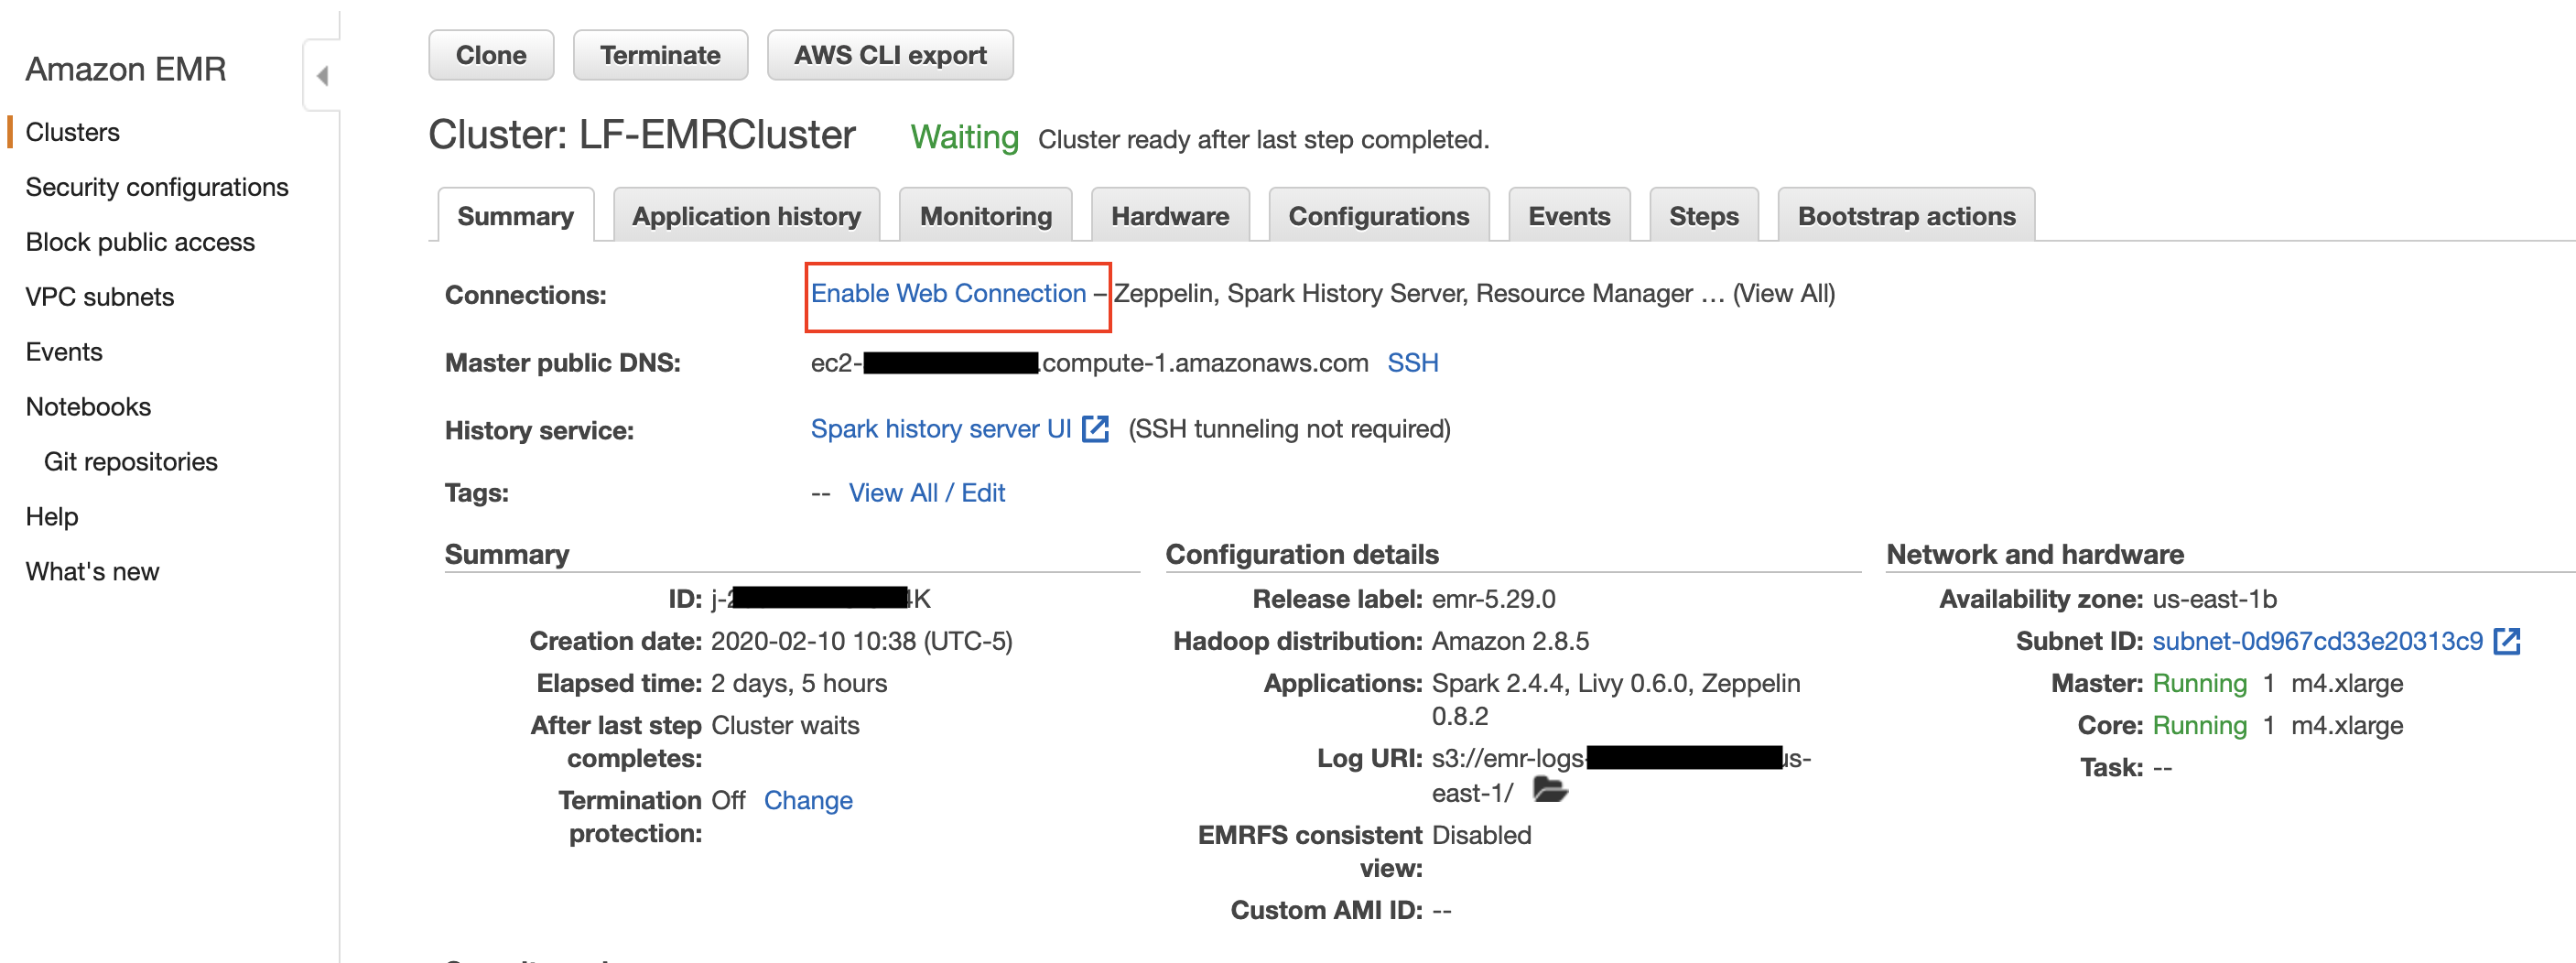 Amazon EMR
Clusters
Security configurations
Block public access
VPC subnets
Events
Notebooks
Git repositories
Help
What's new
Clone Terminate AWS CLI export
Cluster: LF-EMRCluster Waiting Cluster ready after last step completed.
Summary Application history Monitoring Hardware Configurations Events Steps Bootstrap actions
Connections: Enable Web Connection – Zeppelin, Spark History Server, Resource Manager … (View All)
Master public DNS: ec2- .compute-1.amazonaws.com SSH
History service: Spark history server UI (SSH tunneling not required)
Tags: -- View All / Edit
Summary
ID: j-2 4K
Creation date: 2020-02-10 10:38 (UTC-5)
Elapsed time: 2 days, 5 hours
After last step Cluster waits
completes:
Termination Off Change
protection:
Configuration details
Release label: emr-5.29.0
Hadoop distribution: Amazon 2.8.5
Applications: Spark 2.4.4, Livy 0.6.0, Zeppelin
0.8.2
Log URI: s3://emr-logs- us-
east-1/
EMRFS consistent Disabled
view:
Custom AMI ID: --
Network and hardware
Availability zone: us-east-1b
Subnet ID: subnet-0d967cd33e20313c9
Master: Running 1 m4.xlarge
Core: Running 1 m4.xlarge
Task: --